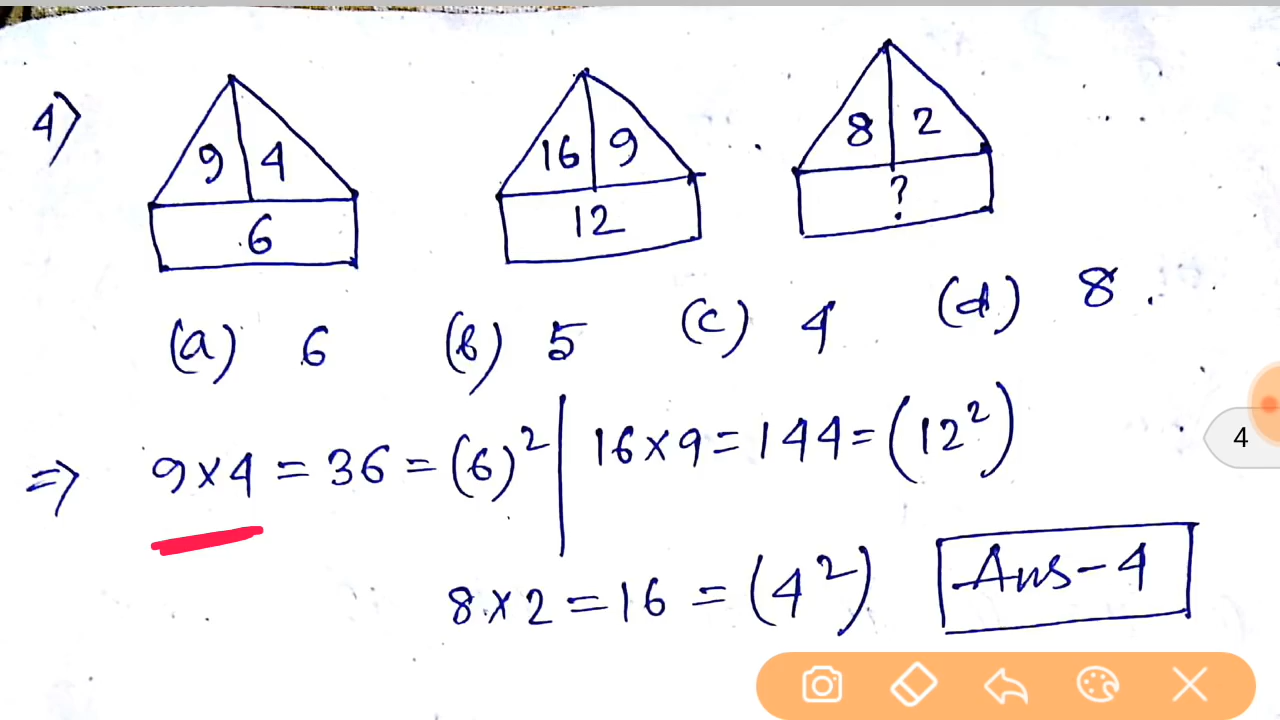 4)
9 4 16 9 8 2
6 12 ?
(a) 6 (b) 5 (c) 4 (d) 8.
⇒ 9×4 = 36 = (6)² | 16×9 = 144 = (12²)
8×2 = 16 = (4²) Ans-4
4